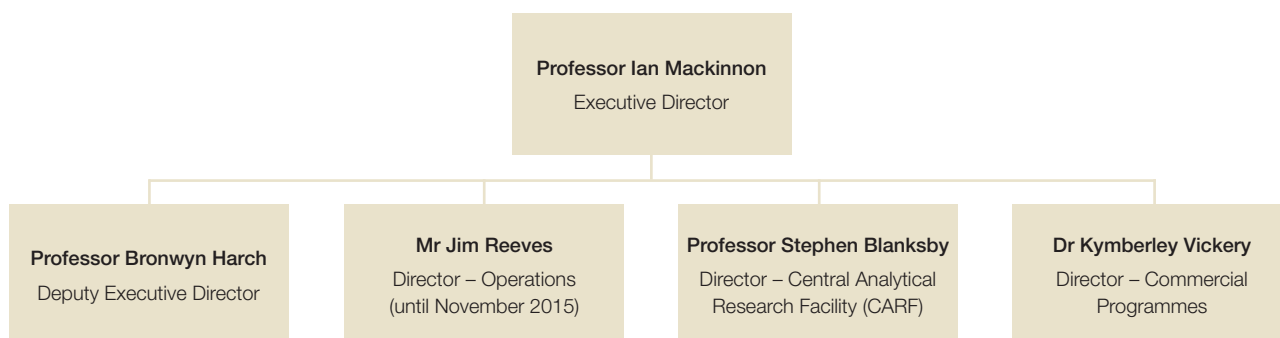 Professor Ian Mackinnon
Executive Director
Professor Bronwyn Harch
Deputy Executive Director
Mr Jim Reeves
Director – Operations
(until November 2015)
Professor Stephen Blanksby
Director – Central Analytical
Research Facility (CARF)
Dr Kymberley Vickery
Director – Commercial
Programmes